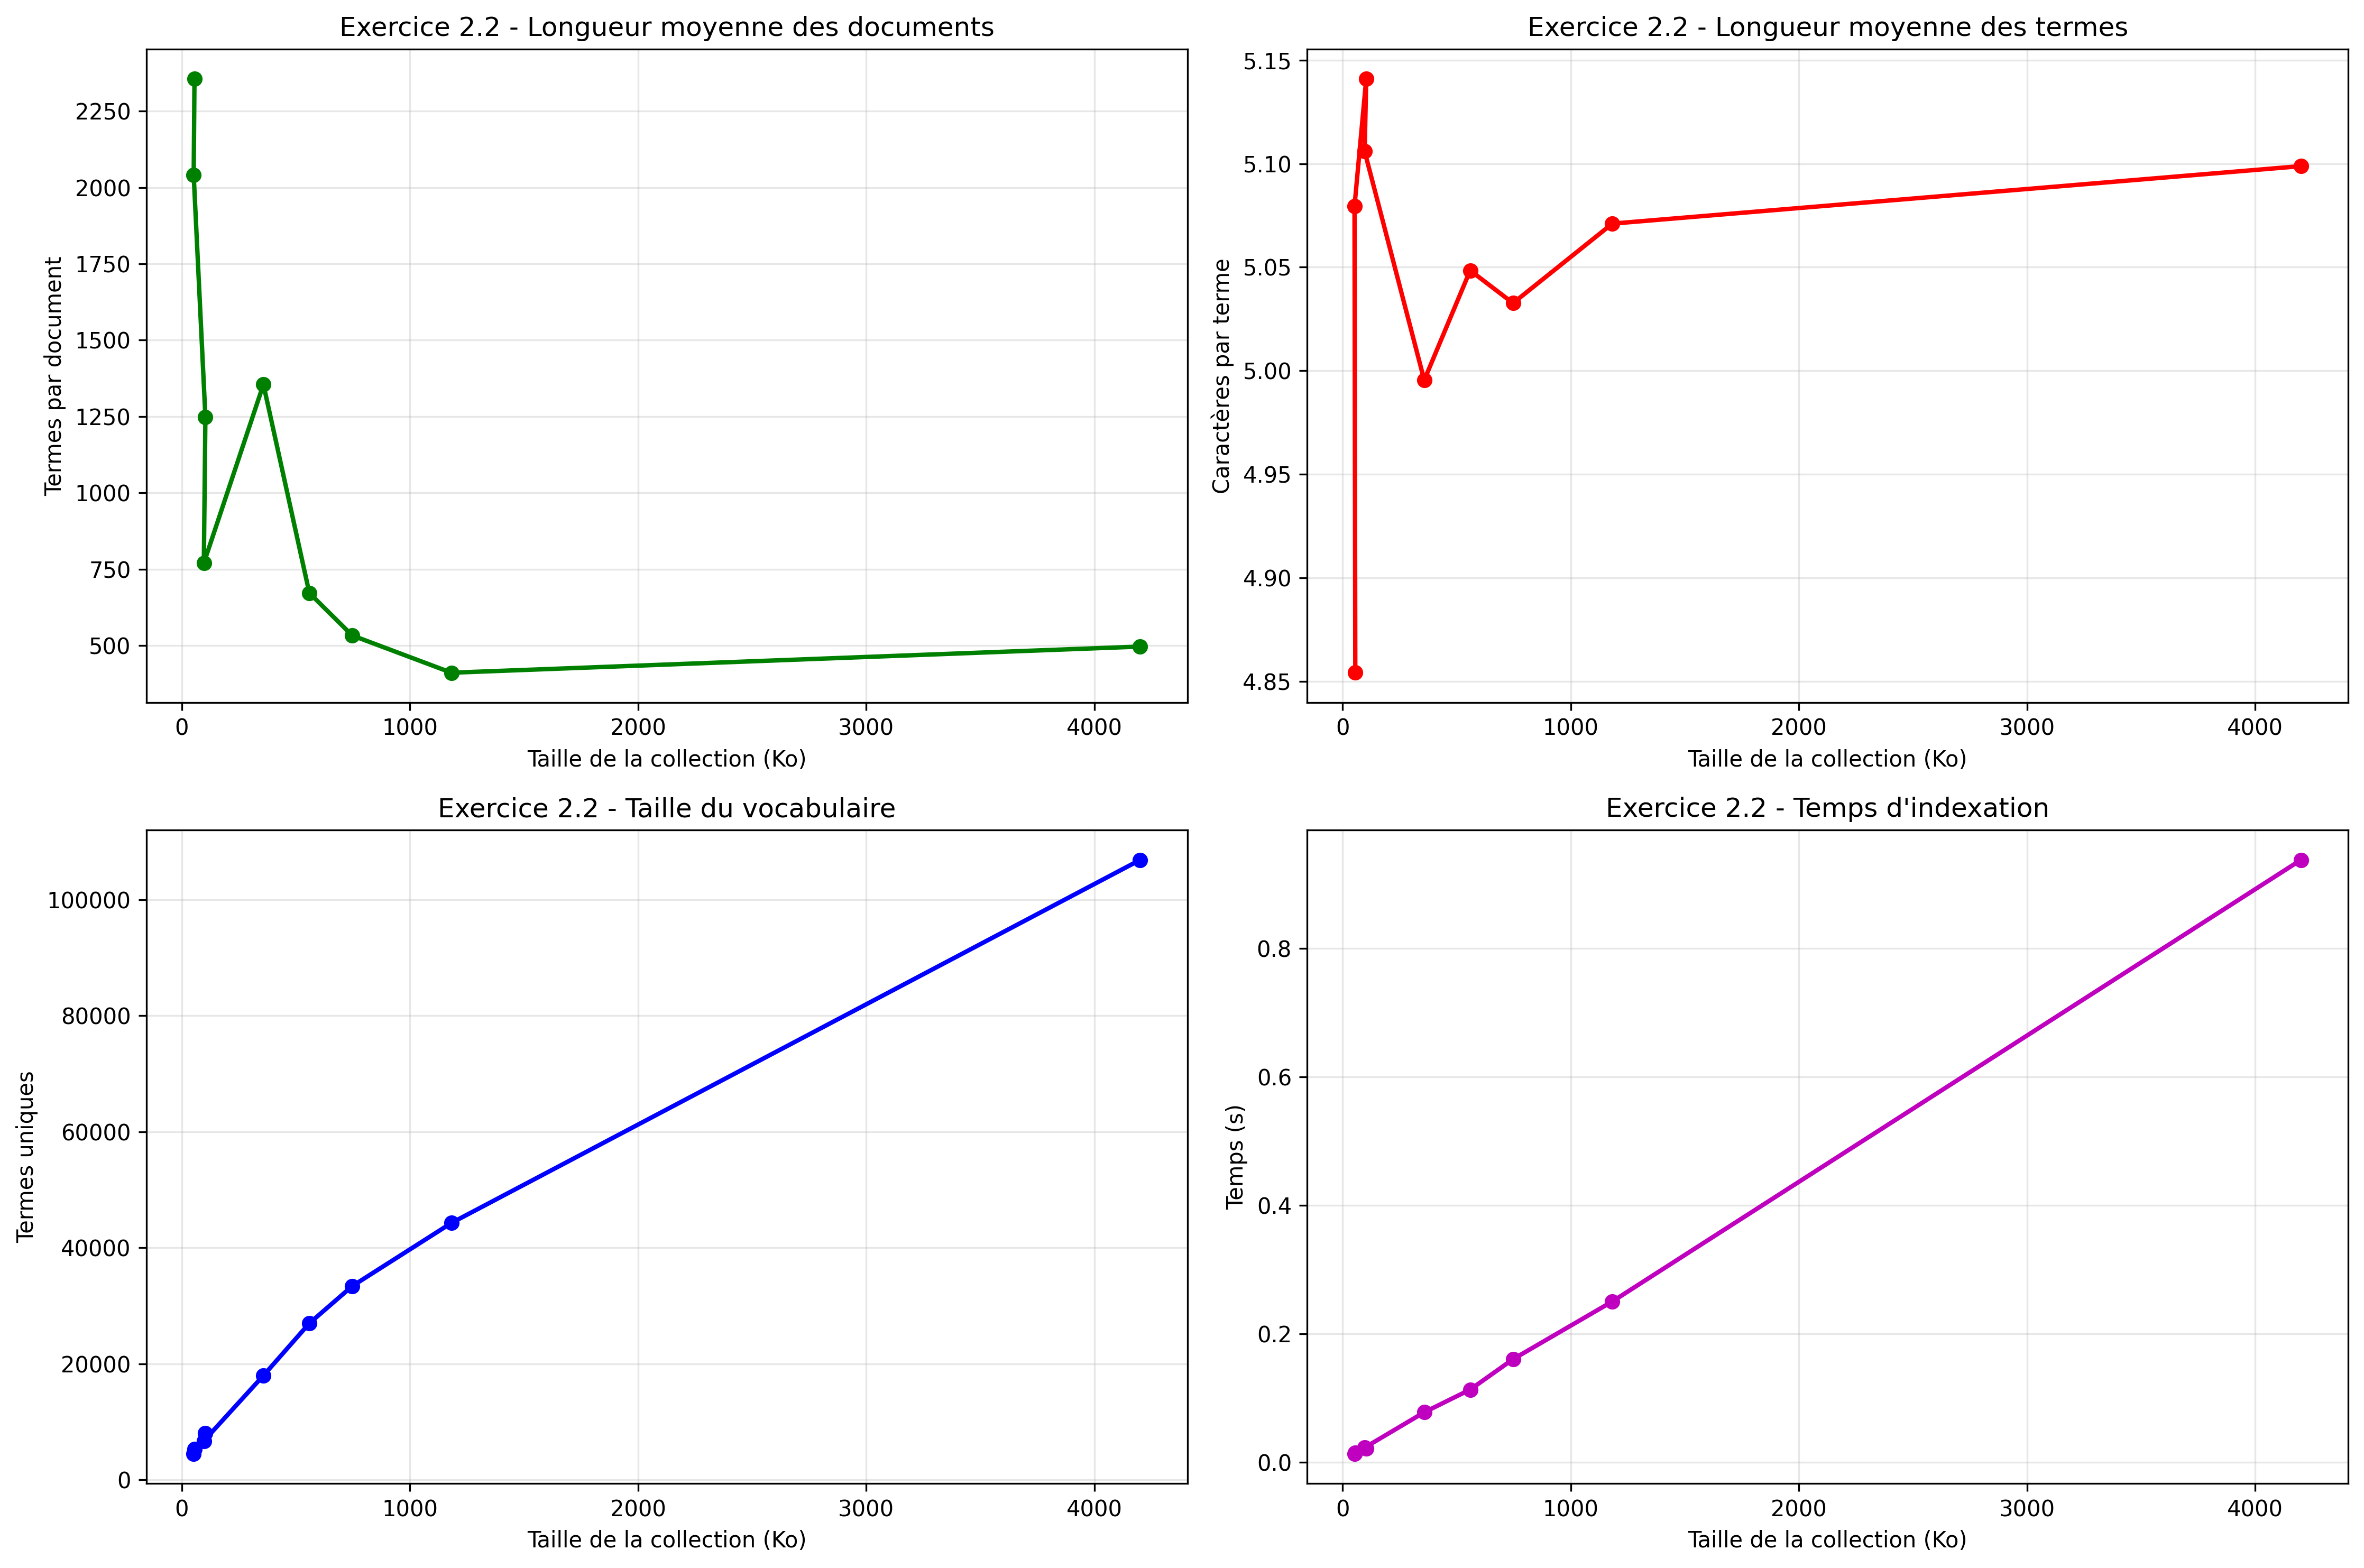 Exercice 2.2 - Longueur moyenne des documents
Termes par document
2250
2000
1750
1500
1250
1000
750
500
0 1000 2000 3000 4000
Taille de la collection (Ko)
Exercice 2.2 - Longueur moyenne des termes
Caractères par terme
5.15
5.10
5.05
5.00
4.95
4.90
4.85
0 1000 2000 3000 4000
Taille de la collection (Ko)
Exercice 2.2 - Taille du vocabulaire
Termes uniques
100000
80000
60000
40000
20000
0
0 1000 2000 3000 4000
Taille de la collection (Ko)
Exercice 2.2 - Temps d'indexation
Temps (s)
0.8
0.6
0.4
0.2
0.0
0 1000 2000 3000 4000
Taille de la collection (Ko)